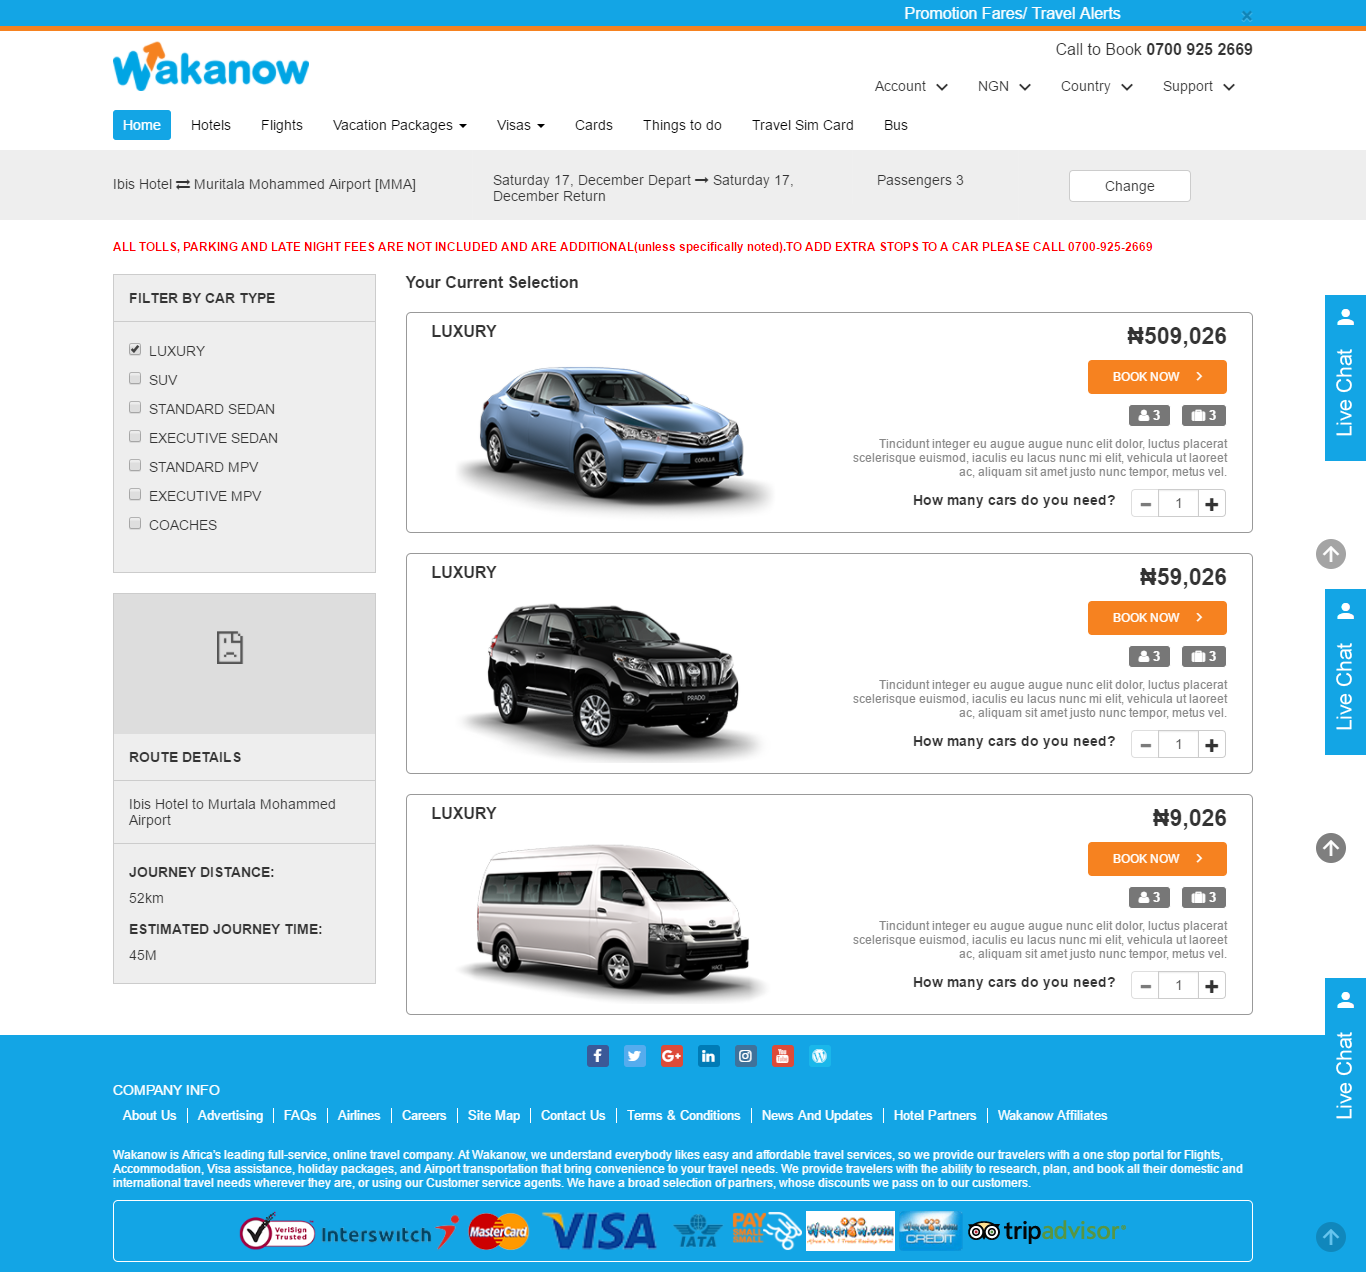 Promotion Fares/ Travel Alerts
×
Wakanow
Call to Book 0700 925 2669
Account
NGN
Country
Support
Home
Hotels
Flights
Vacation Packages
Visas
Cards
Things to do
Travel Sim Card
Bus
Ibis Hotel ⇄ Muritala Mohammed Airport [MMA]
Saturday 17, December Depart → Saturday 17,
December Return
Passengers 3
Change
ALL TOLLS, PARKING AND LATE NIGHT FEES ARE NOT INCLUDED AND ARE ADDITIONAL(unless specifically noted).TO ADD EXTRA STOPS TO A CAR PLEASE CALL 0700-925-2669
FILTER BY CAR TYPE
LUXURY
SUV
STANDARD SEDAN
EXECUTIVE SEDAN
STANDARD MPV
EXECUTIVE MPV
COACHES
ROUTE DETAILS
Ibis Hotel to Murtala Mohammed
Airport
JOURNEY DISTANCE:
52km
ESTIMATED JOURNEY TIME:
45M
Your Current Selection
LUXURY
₦509,026
BOOK NOW
3
3
Tincidunt integer eu augue augue nunc elit dolor, luctus placerat
scelerisque euismod, iaculis eu lacus nunc mi elit, vehicula ut laoreet
ac, aliquam sit amet justo nunc tempor, metus vel.
How many cars do you need?
1
COROLLA
LUXURY
₦59,026
BOOK NOW
3
3
Tincidunt integer eu augue augue nunc elit dolor, luctus placerat
scelerisque euismod, iaculis eu lacus nunc mi elit, vehicula ut laoreet
ac, aliquam sit amet justo nunc tempor, metus vel.
How many cars do you need?
1
PRADO
LUXURY
₦9,026
BOOK NOW
3
3
Tincidunt integer eu augue augue nunc elit dolor, luctus placerat
scelerisque euismod, iaculis eu lacus nunc mi elit, vehicula ut laoreet
ac, aliquam sit amet justo nunc tempor, metus vel.
How many cars do you need?
1
Live Chat
Live Chat
Live Chat
COMPANY INFO
About Us
Advertising
FAQs
Airlines
Careers
Site Map
Contact Us
Terms & Conditions
News And Updates
Hotel Partners
Wakanow Affiliates
Wakanow is Africa's leading full-service, online travel company. At Wakanow, we understand everybody likes easy and affordable travel services, so we provide our travelers with a one stop portal for Flights,
Accommodation, Visa assistance, holiday packages, and Airport transportation that bring convenience to your travel needs. We provide travelers with the ability to research, plan, and book all their domestic and
international travel needs wherever they are, or using our Customer service agents. We have a broad selection of partners, whose discounts we pass on to our customers.
VeriSign
Trusted
Interswitch
MasterCard
VISA
IATA
PAY
SMALL
SMALL
Wakanow.com
Wakanow.com
CREDIT
tripadvisor